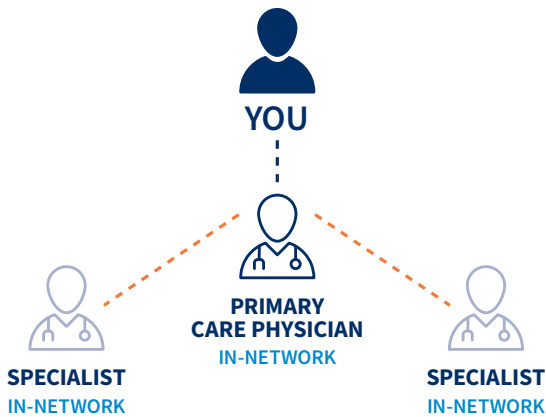 YOU
PRIMARY
CARE PHYSICIAN
IN-NETWORK
SPECIALIST
IN-NETWORK
SPECIALIST
IN-NETWORK